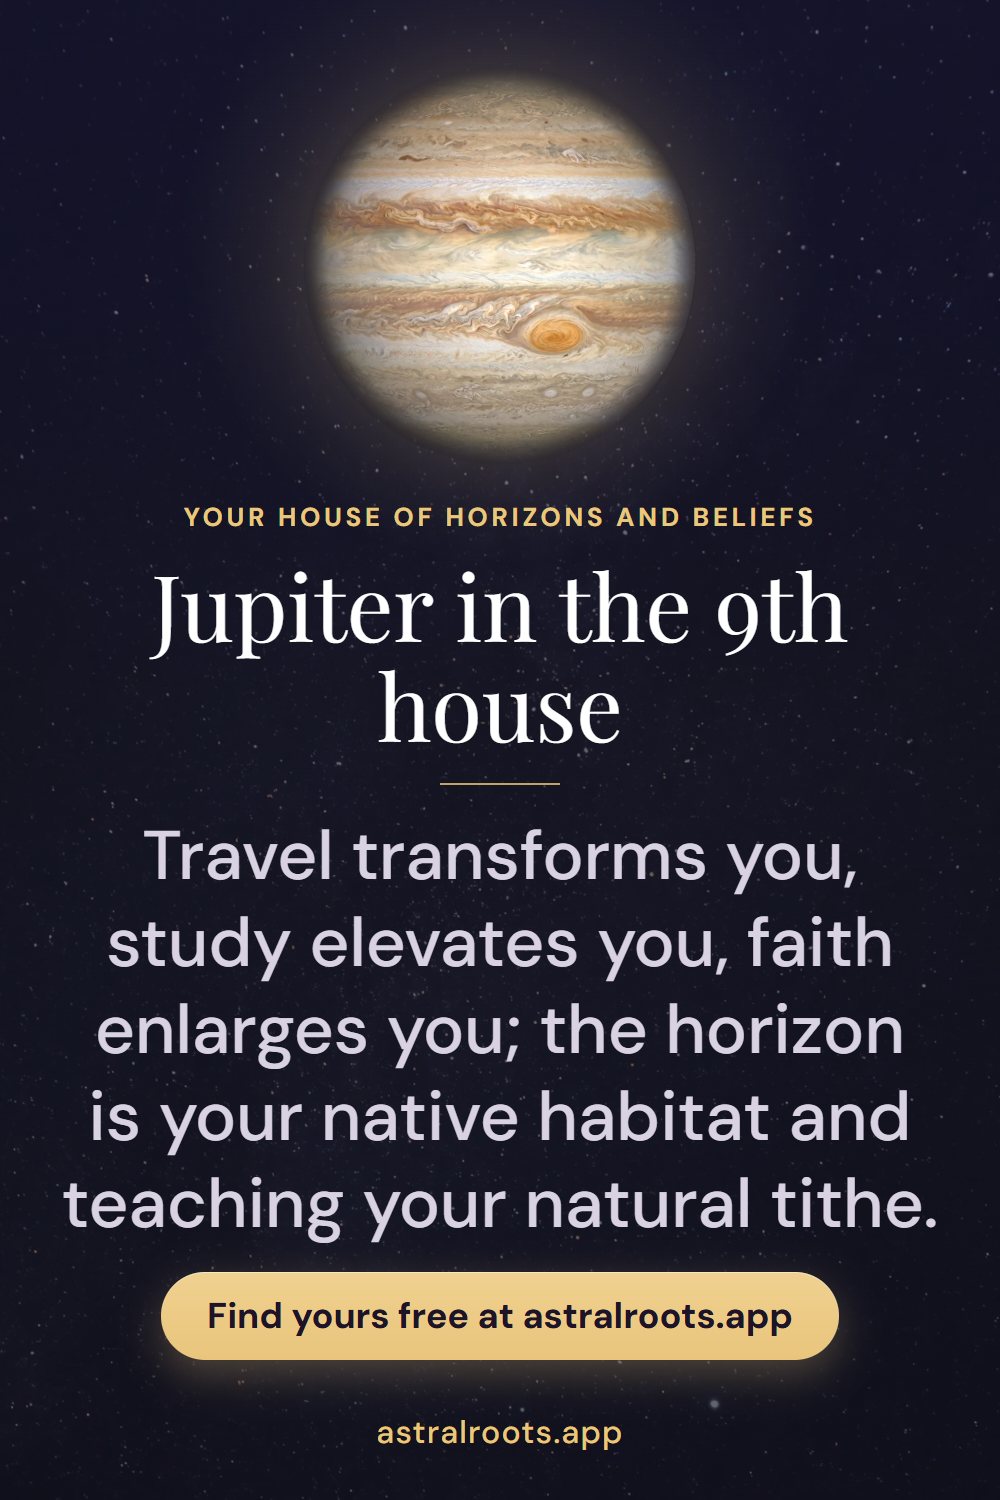 YOUR HOUSE OF HORIZONS AND BELIEFS
Jupiter in the 9th
house
Travel transforms you,
study elevates you, faith
enlarges you; the horizon
is your native habitat and
teaching your natural tithe.
Find yours free at astralroots.app
astralroots.app